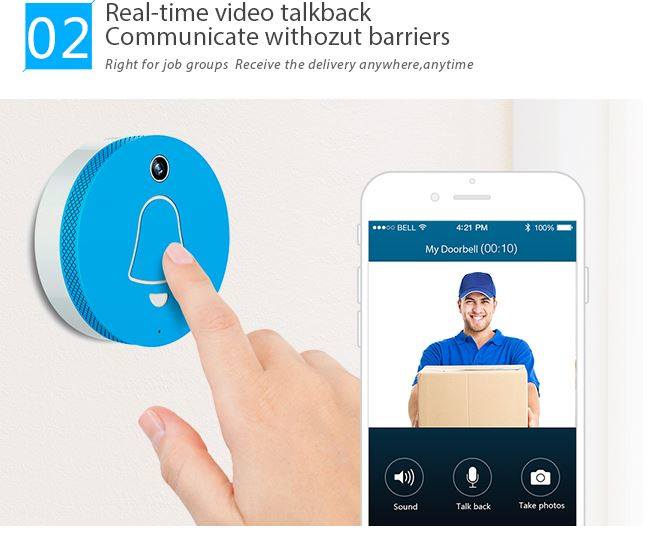 02
Real-time video talkback
Communicate withozut barriers
Right for job groups Receive the delivery anywhere,anytime
BELL 4:21 PM 100%
My Doorbell (00:10)
Sound Talk back Take photos